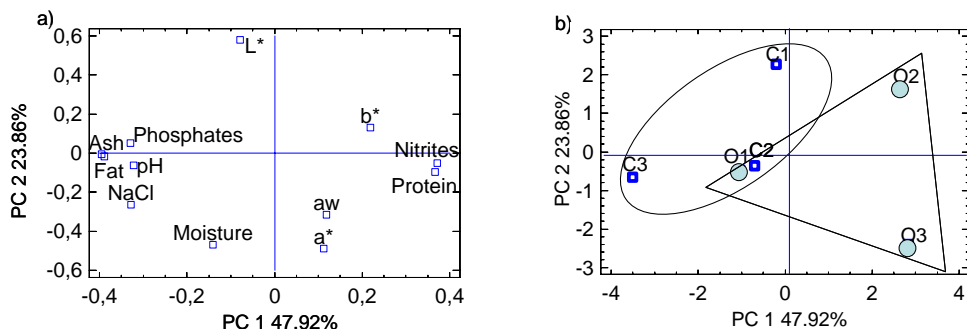 a)
PC 2 23.86%
0,6
0,4
0,2
0
-0,2
-0,4
-0,6
L*
b*
Ash
Phosphates
Nitrites
Fat
pH
Protein
NaCl
aw
Moisture
a*
-0,4
-0,2
0
0,2
0,4
PC 1 47.92%
b)
PC 2 23.86%
3
2
1
0
-1
-2
-3
C1
O2
O1
C2
C3
O3
-4
-2
0
2
4
PC 1 47.92%